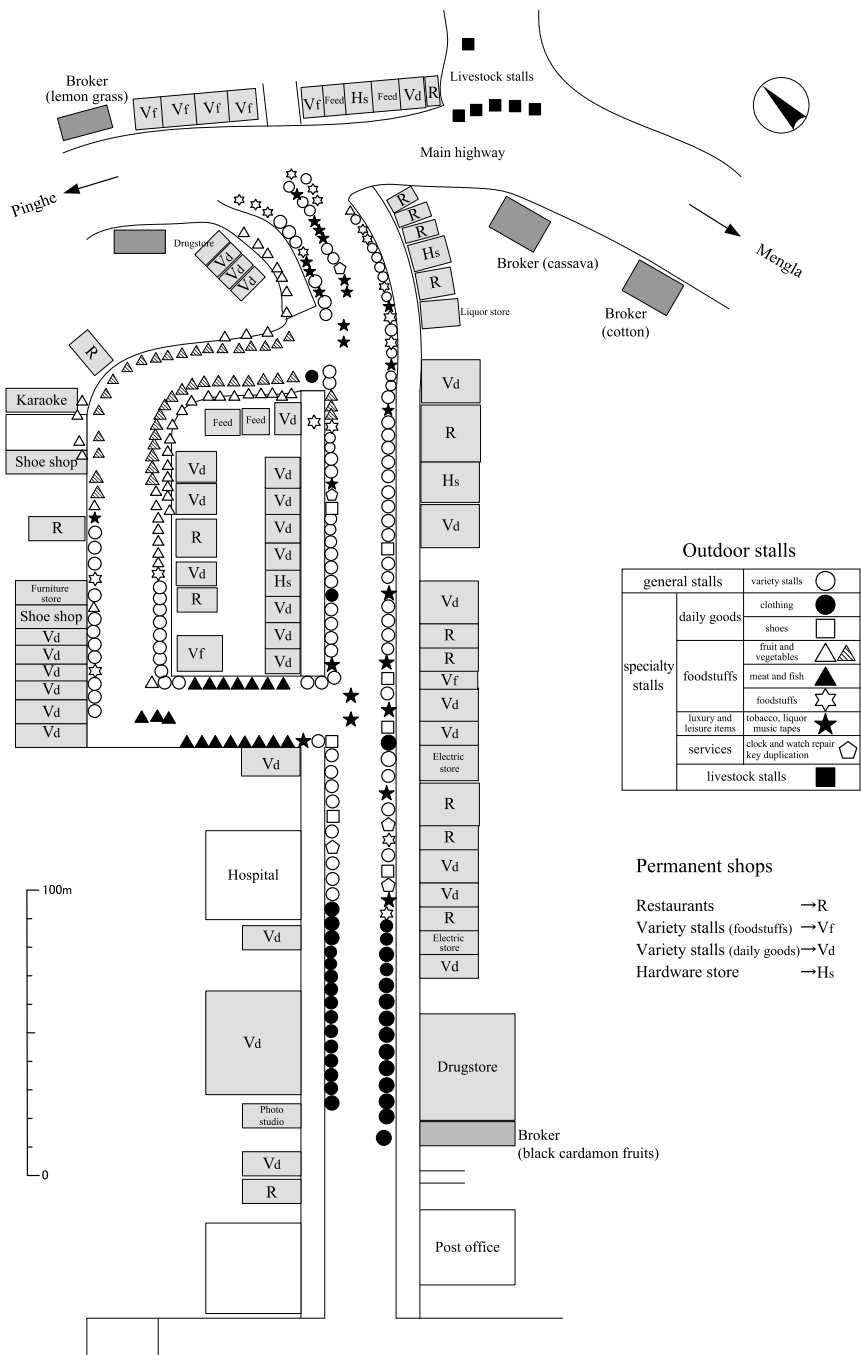 Broker
(lemon grass)
Vf
Vf
Vf
Vf
Vf
Feed
Hs
Feed
Vd
R
Livestock stalls
Main highway
Pinghe
Mengla
Drugstore
Vd
Vd
Vd
R
R
R
Hs
R
Liquor store
Broker (cassava)
Broker
(cotton)
R
Karaoke
Shoe shop
R
Furniture
store
Shoe shop
Vd
Vd
Vd
Vd
Vd
Vd
Feed
Feed
Vd
Vd
Vd
R
Vd
R
Vf
Vd
Vd
Vd
Vd
Hs
Vd
Vd
Vd
Vd
R
Hs
Vd
Vd
R
R
Vf
Vd
Vd
Electric
store
R
R
Vd
Vd
R
Electric
store
Vd
Drugstore
Broker
(black cardamon fruits)
Post office
Vd
Hospital
Vd
Vd
Photo
studio
Vd
R
100m
0
Outdoor stalls
general stalls
variety stalls
specialty
stalls
daily goods
clothing
shoes
foodstuffs
fruit and
vegetables
meat and fish
foodstuffs
luxury and
leisure items
tobacco, liquor
music tapes
services
clock and watch repair
key duplication
livestock stalls
Permanent shops
Restaurants →R
Variety stalls (foodstuffs) →Vf
Variety stalls (daily goods) →Vd
Hardware store →Hs